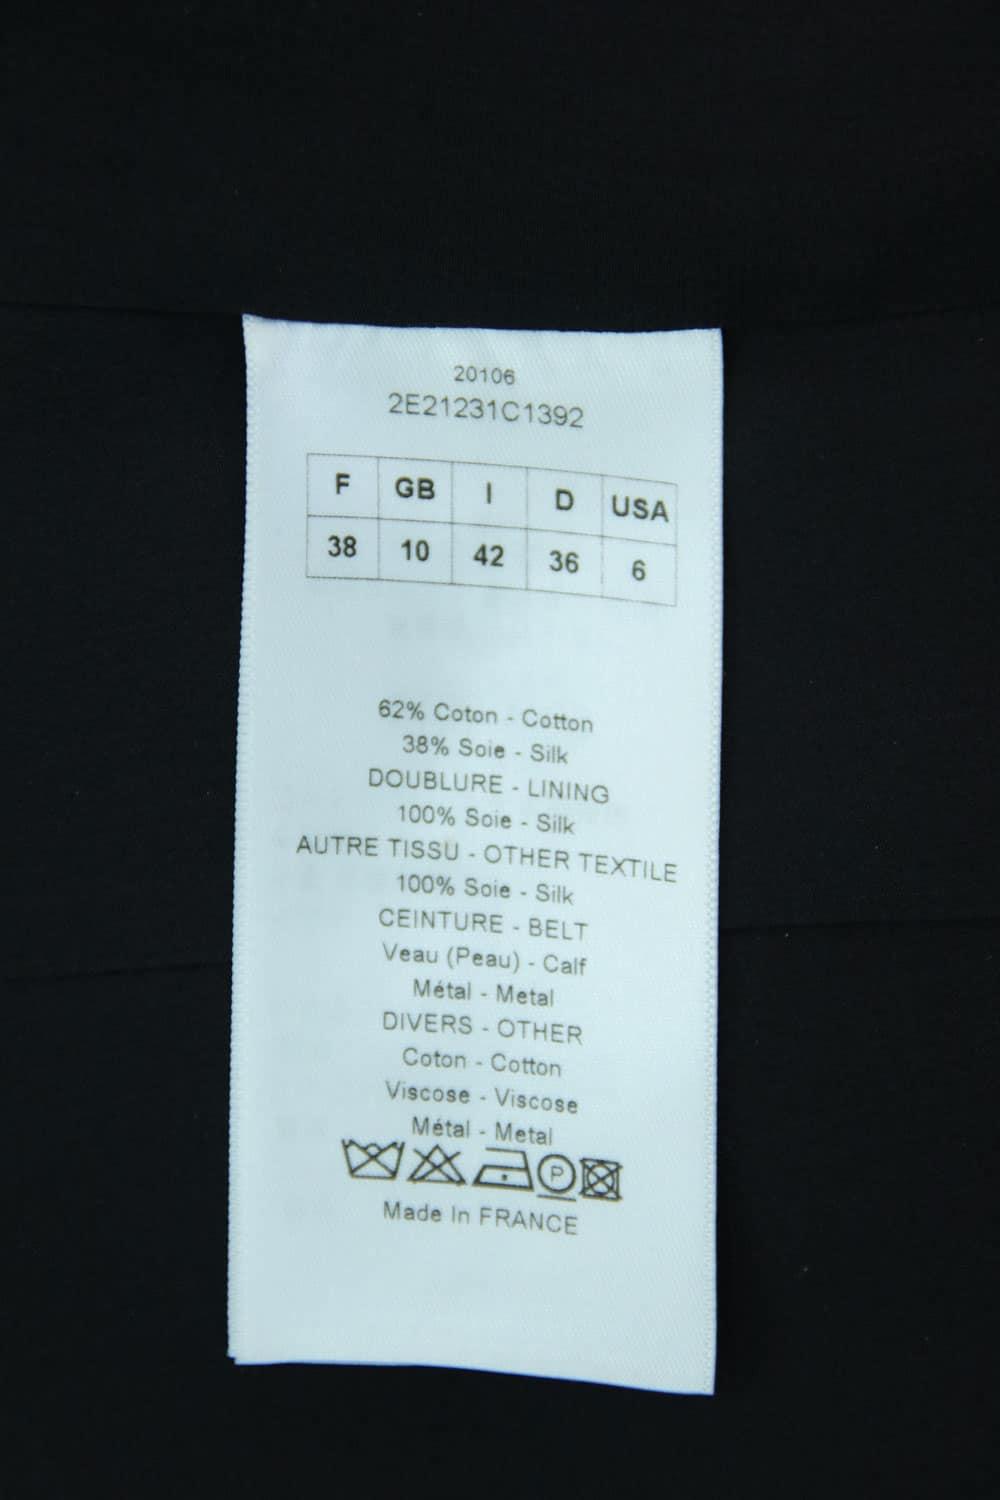 20106
2E21231C1392
F GB I D USA
38 10 42 36 6
62% Coton - Cotton
38% Soie - Silk
DOUBLURE - LINING
100% Soie - Silk
AUTRE TISSU - OTHER TEXTILE
100% Soie - Silk
CEINTURE - BELT
Veau (Peau) - Calf
Métal - Metal
DIVERS - OTHER
Coton - Cotton
Viscose - Viscose
Métal - Metal
P
Made In FRANCE